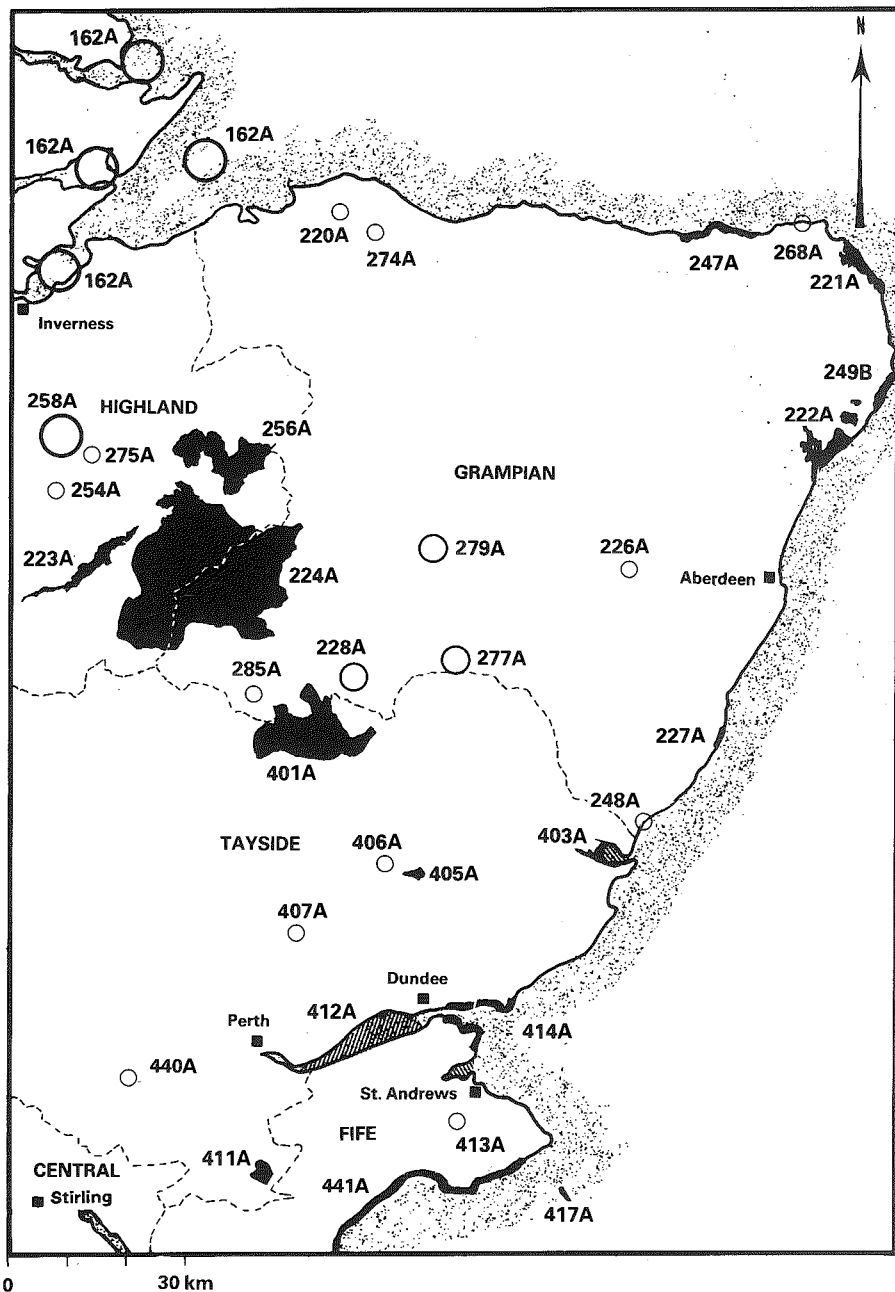 162A
N
162A
162A
220A
274A
247A
268A
221A
162A
Inverness
249B
258A
HIGHLAND
222A
256A
275A
GRAMPIAN
254A
223A
279A
226A
224A
Aberdeen
228A
277A
285A
227A
401A
248A
403A
TAYSIDE
406A
405A
407A
Dundee
412A
Perth
414A
440A
St. Andrews
FIFE
413A
411A
CENTRAL
441A
Stirling
417A
0
30 km